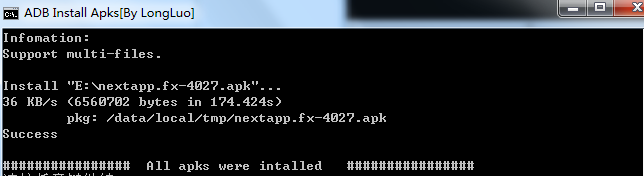 ADB Install Apks[By LongLuo]
Infomation:
Support multi-files.
Install "E:\nextapp.fx-4027.apk"...
36 KB/s (6560702 bytes in 174.424s)
pkg: /data/local/tmp/nextapp.fx-4027.apk
Success
################ All apks were intalled ################